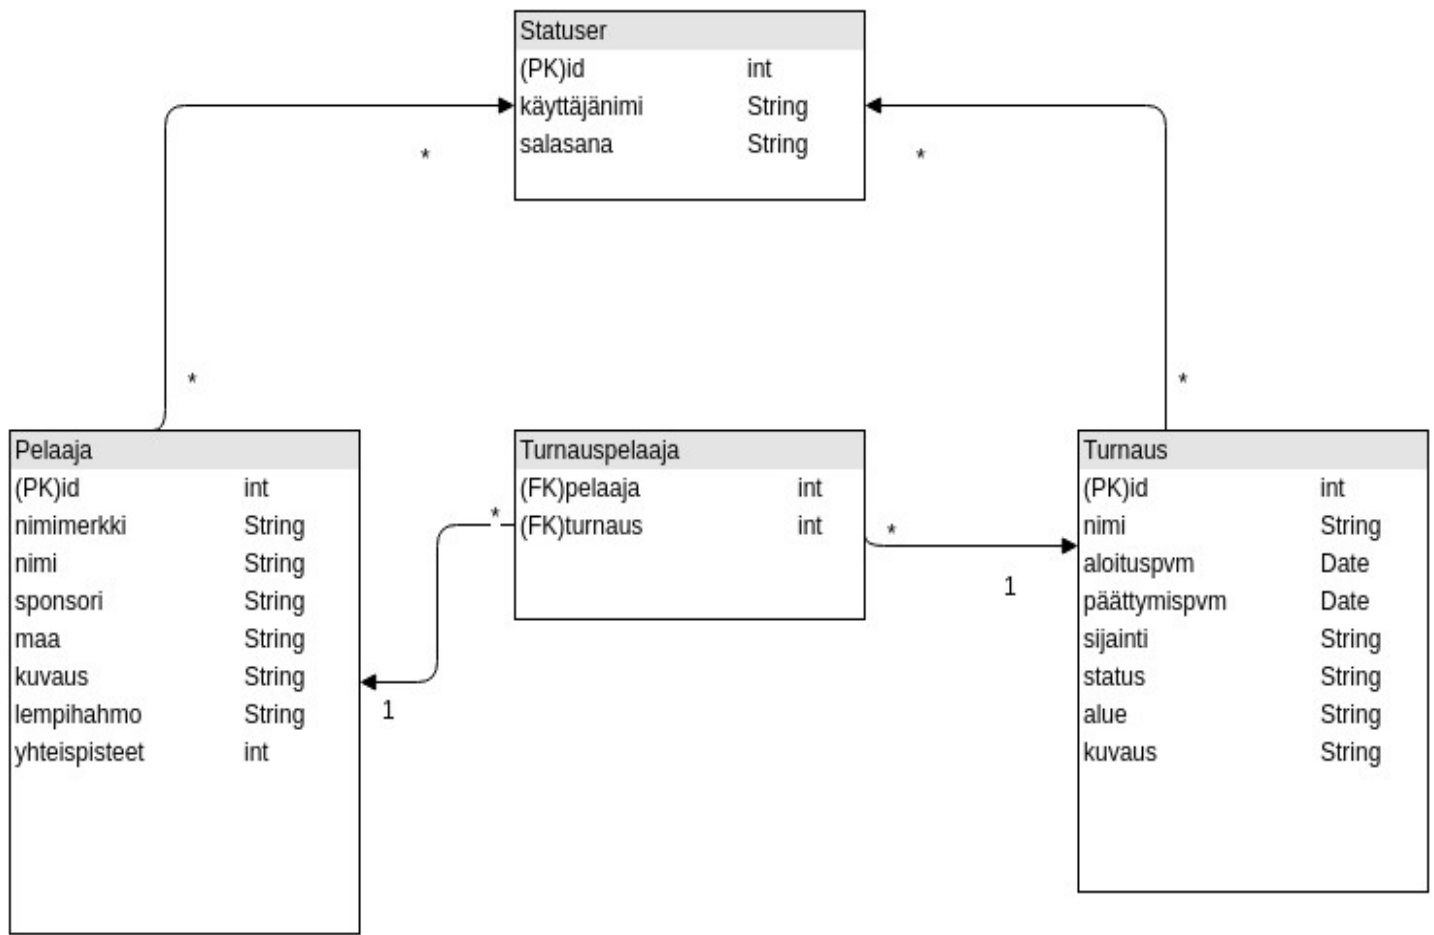 Statuser
(PK)id int
käyttäjänimi String
salasana String
*
*
*
*
Pelaaja
(PK)id int
nimimerkki String
nimi String
sponsori String
maa String
kuvaus String
lempihahmo String
yhteispisteet int
*
1
Turnauspelaaja
(FK)pelaaja int
(FK)turnaus int
*
1
Turnaus
(PK)id int
nimi String
aloituspvm Date
päättymispvm Date
sijainti String
status String
alue String
kuvaus String